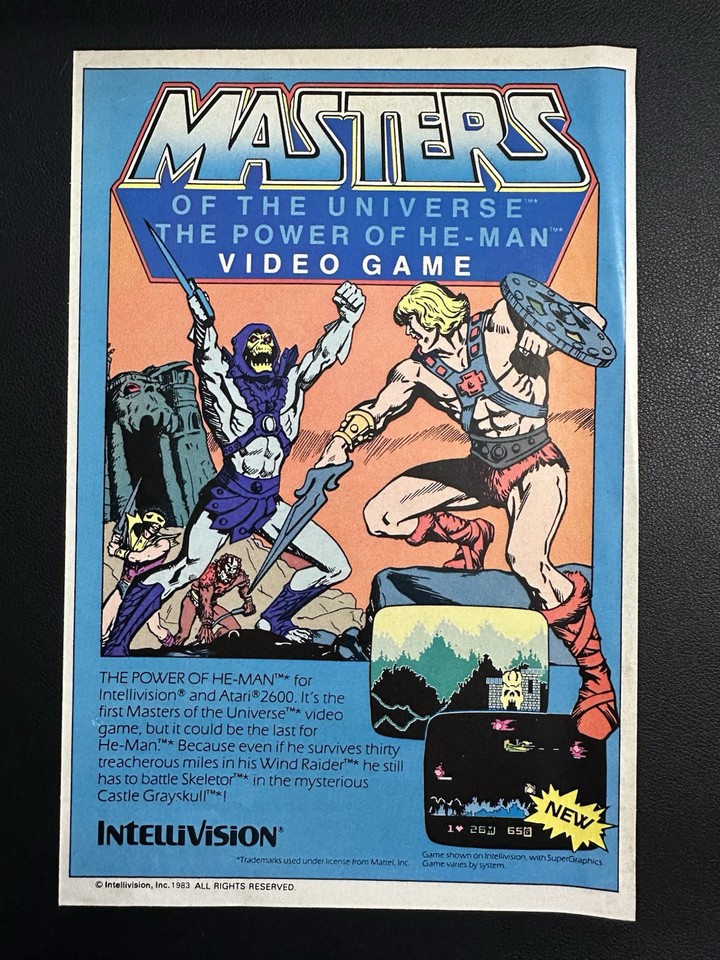 MASTERS
OF THE UNIVERSE™*
THE POWER OF HE-MAN™*
VIDEO GAME
THE POWER OF HE-MAN™* for
Intellivision® and Atari®2600. It's the
first Masters of the Universe™* video
game, but it could be the last for
He-Man™*. Because even if he survives thirty
treacherous miles in his Wind Raider™* he still
has to battle Skeletor™* in the mysterious
Castle Grayskull™*!
1♥ 26M 650
NEW
INTELLIVISION®
*Trademarks used under license from Mattel, Inc.
Game shown on Intellivision, with SuperGraphics.
Game varies by system.
© Intellivision, Inc. 1983 ALL RIGHTS RESERVED.